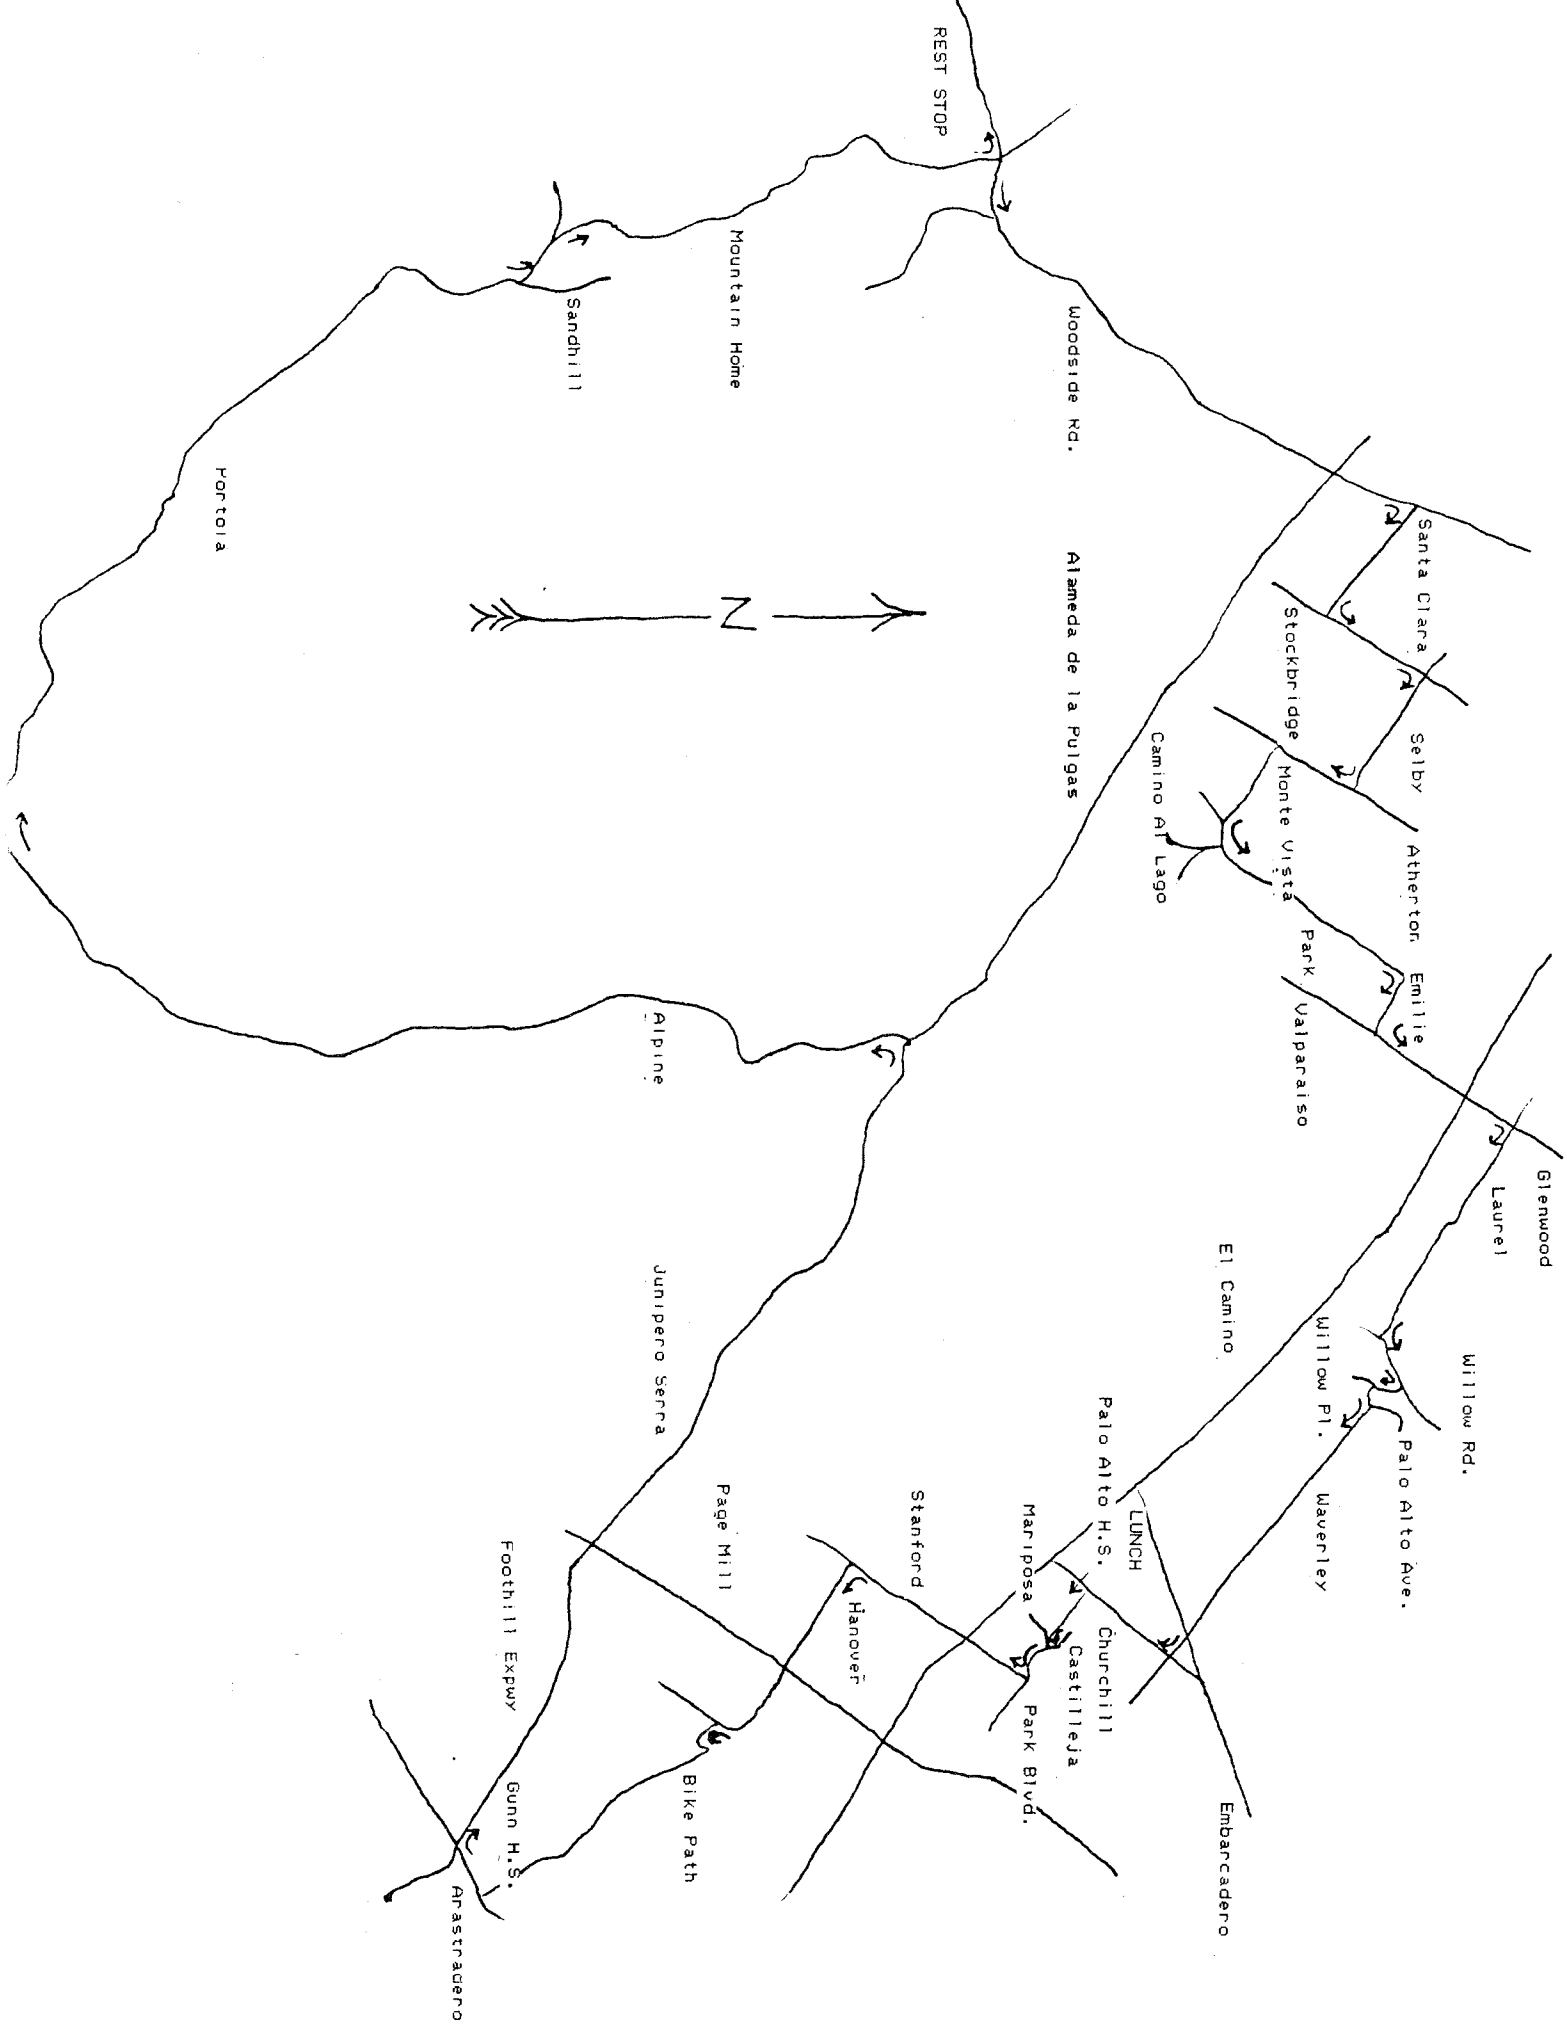 Glenwood
Laurel
Willow Rd.
Santa Clara
Selby
Atherton
Emilie
Palo Alto Ave.
Waverley
Willow Pl.
Stockbridge
Monte Vista
Park
Valparaiso
El Camino
Embarcadero
Camino Al Lago
LUNCH
Palo Alto H.S.
Churchill
Castilleja
Woodside Rd.
Alameda de la Pulgas
Mariposa
Park Blvd.
REST STOP
Stanford
Hanover
Mountain Home
N
Page Mill
Bike Path
Alpine
Junipero Serra
Sandhill
Foothill Expwy
Gunn H.S.
Arastradero
Portola